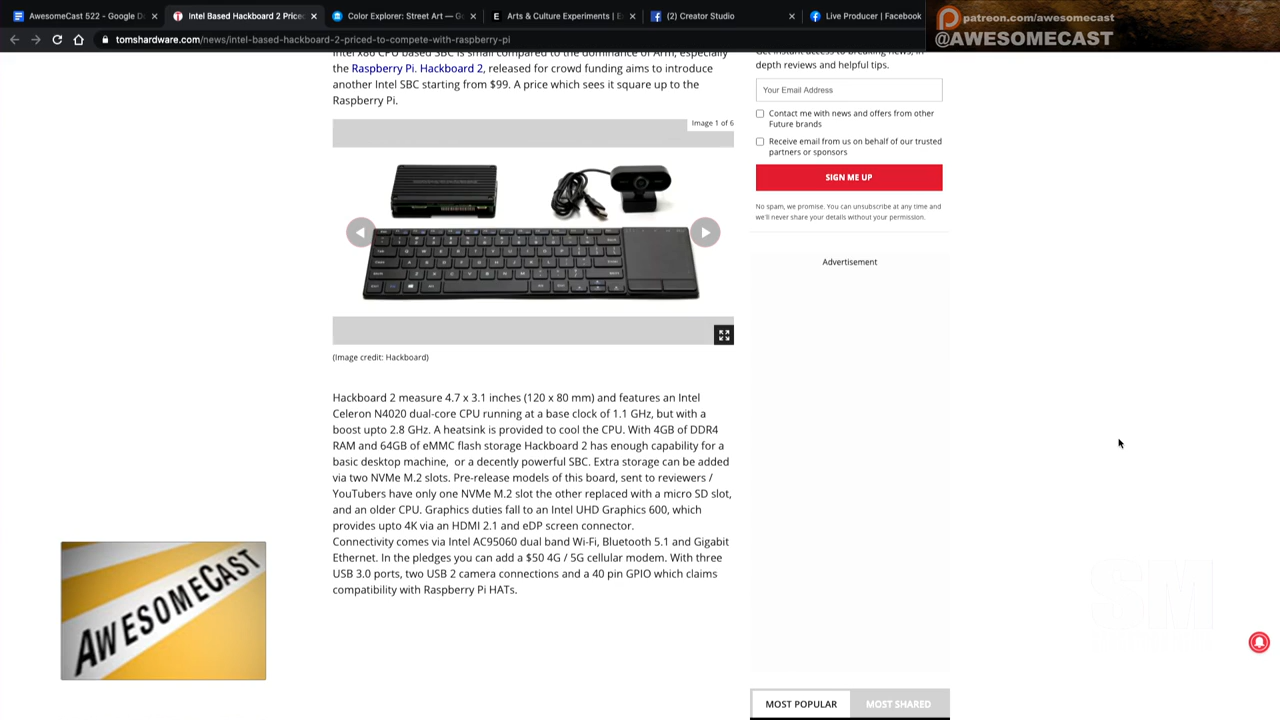 AwesomeCast 522 - Google Do
Intel Based Hackboard 2 Priced
Color Explorer: Street Art — Go
Arts & Culture Experiments | Ex
(2) Creator Studio
Live Producer | Facebook
patreon.com/awesomecast
@AWESOMECAST
tomshardware.com/news/intel-based-hackboard-2-priced-to-compete-with-raspberry-pi
Intel x86 CPU based SBC is small compared to the dominance of Arm, especially
the Raspberry Pi. Hackboard 2, released for crowd funding aims to introduce
another Intel SBC starting from $99. A price which sees it square up to the
Raspberry Pi.
Image 1 of 6
(Image credit: Hackboard)
Hackboard 2 measure 4.7 x 3.1 inches (120 x 80 mm) and features an Intel
Celeron N4020 dual-core CPU running at a base clock of 1.1 GHz, but with a
boost upto 2.8 GHz. A heatsink is provided to cool the CPU. With 4GB of DDR4
RAM and 64GB of eMMC flash storage Hackboard 2 has enough capability for a
basic desktop machine, or a decently powerful SBC. Extra storage can be added
via two NVMe M.2 slots. Pre-release models of this board, sent to reviewers /
YouTubers have only one NVMe M.2 slot the other replaced with a micro SD slot,
and an older CPU. Graphics duties fall to an Intel UHD Graphics 600, which
provides upto 4K via an HDMI 2.1 and eDP screen connector.
Connectivity comes via Intel AC95060 dual band Wi-Fi, Bluetooth 5.1 and Gigabit
Ethernet. In the pledges you can add a $50 4G / 5G cellular modem. With three
USB 3.0 ports, two USB 2 camera connections and a 40 pin GPIO which claims
compatibility with Raspberry Pi HATs.
Get instant access to breaking news, in-
depth reviews and helpful tips.
Your Email Address
Contact me with news and offers from other
Future brands
Receive email from us on behalf of our trusted
partners or sponsors
SIGN ME UP
No spam, we promise. You can unsubscribe at any time and
we'll never share your details without your permission.
Advertisement
MOST POPULAR
MOST SHARED
AWESOMECAST
SM